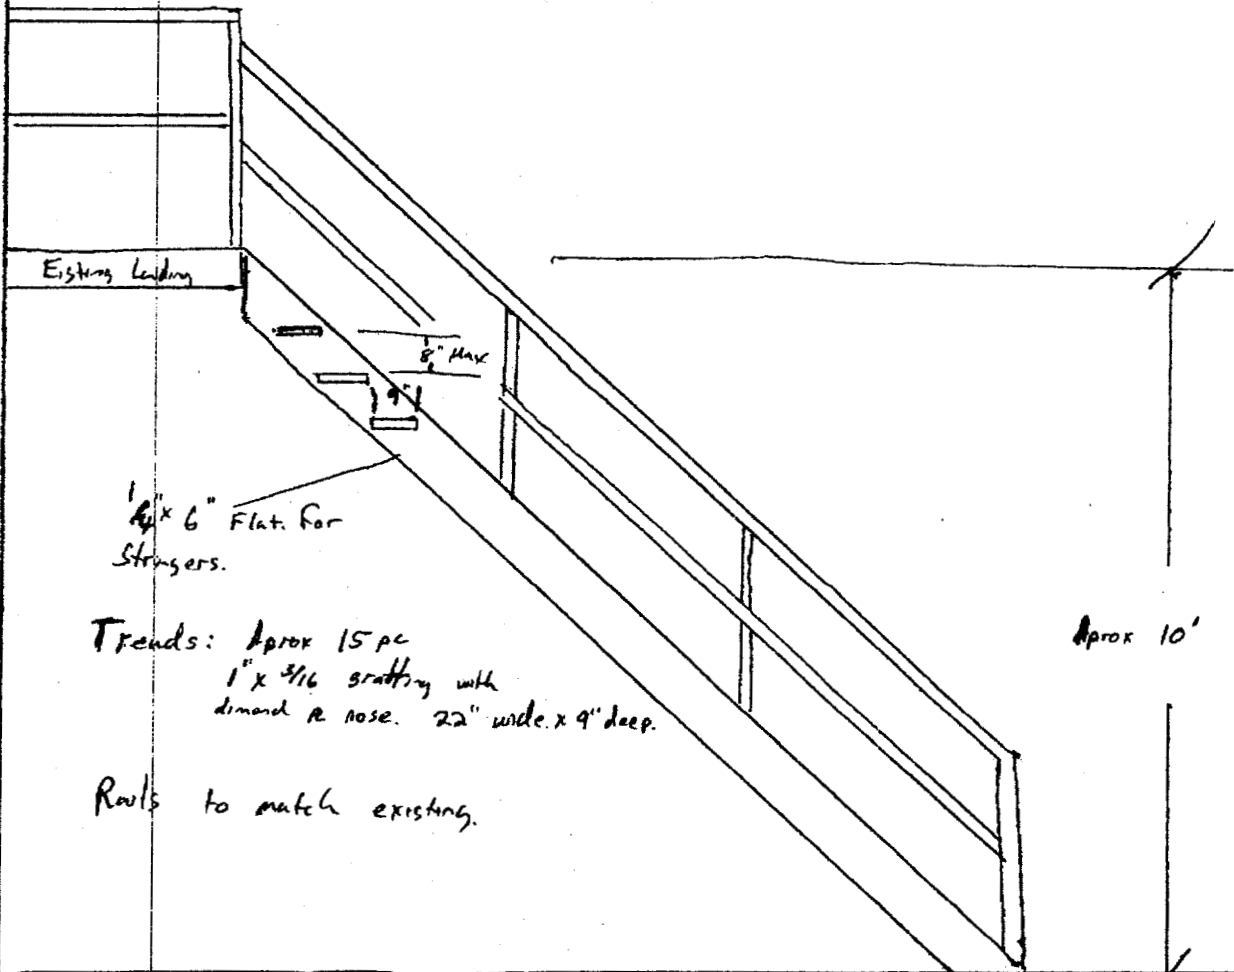 Existing Landing
8" Max
9"
1/4" x 6" Flat. for
Stringers.
Treads: Aprox 15 pc
1" x 3/16 gratting with
dimond PL nose. 22" wide. x 9" deep.
Aprox 10'
Rails to match existing.